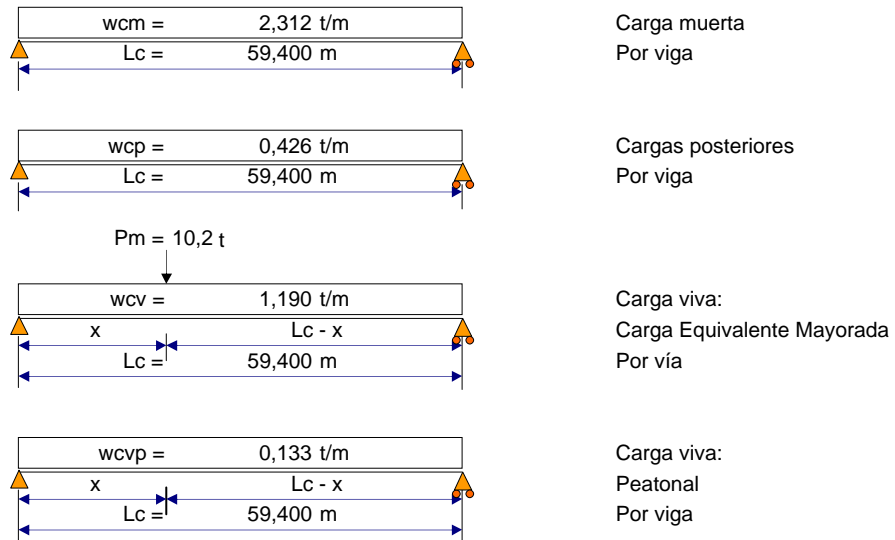 wcm = 2,312 t/m Carga muerta
Lc = 59,400 m Por viga
wcp = 0,426 t/m Cargas posteriores
Lc = 59,400 m Por viga
Pm = 10,2 t
wcv = 1,190 t/m Carga viva:
x Lc - x Carga Equivalente Mayorada
Lc = 59,400 m Por vía
wcvp = 0,133 t/m Carga viva:
x Lc - x Peatonal
Lc = 59,400 m Por viga